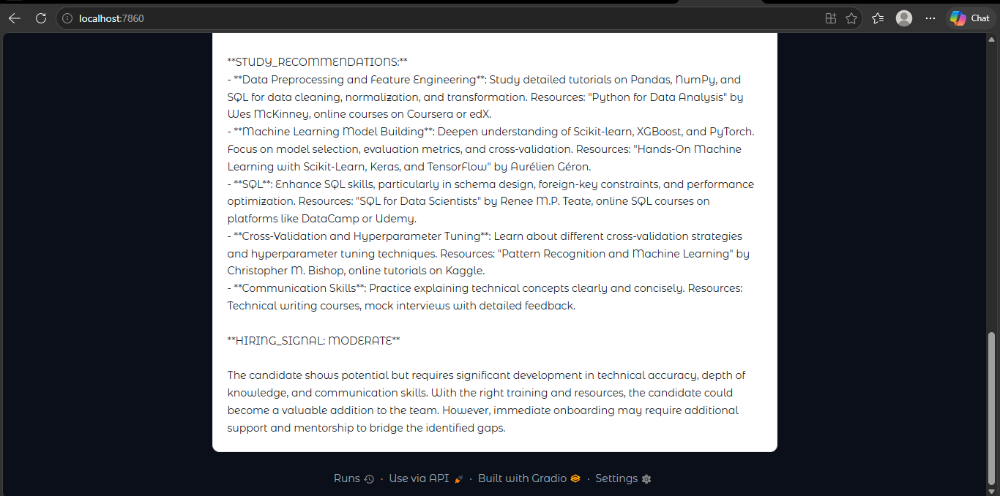 localhost:7860
Chat
**STUDY_RECOMMENDATIONS:**
- **Data Preprocessing and Feature Engineering**: Study detailed tutorials on Pandas, NumPy, and
SQL for data cleaning, normalization, and transformation. Resources: "Python for Data Analysis" by
Wes McKinney, online courses on Coursera or edX.
- **Machine Learning Model Building**: Deepen understanding of Scikit-learn, XGBoost, and PyTorch.
Focus on model selection, evaluation metrics, and cross-validation. Resources: "Hands-On Machine
Learning with Scikit-Learn, Keras, and TensorFlow" by Aurélien Géron.
- **SQL**: Enhance SQL skills, particularly in schema design, foreign-key constraints, and performance
optimization. Resources: "SQL for Data Scientists" by Renee M.P. Teate, online SQL courses on
platforms like DataCamp or Udemy.
- **Cross-Validation and Hyperparameter Tuning**: Learn about different cross-validation strategies
and hyperparameter tuning techniques. Resources: "Pattern Recognition and Machine Learning" by
Christopher M. Bishop, online tutorials on Kaggle.
- **Communication Skills**: Practice explaining technical concepts clearly and concisely. Resources:
Technical writing courses, mock interviews with detailed feedback.
**HIRING_SIGNAL: MODERATE**
The candidate shows potential but requires significant development in technical accuracy, depth of
knowledge, and communication skills. With the right training and resources, the candidate could
become a valuable addition to the team. However, immediate onboarding may require additional
support and mentorship to bridge the identified gaps.
Runs · Use via API · Built with Gradio · Settings